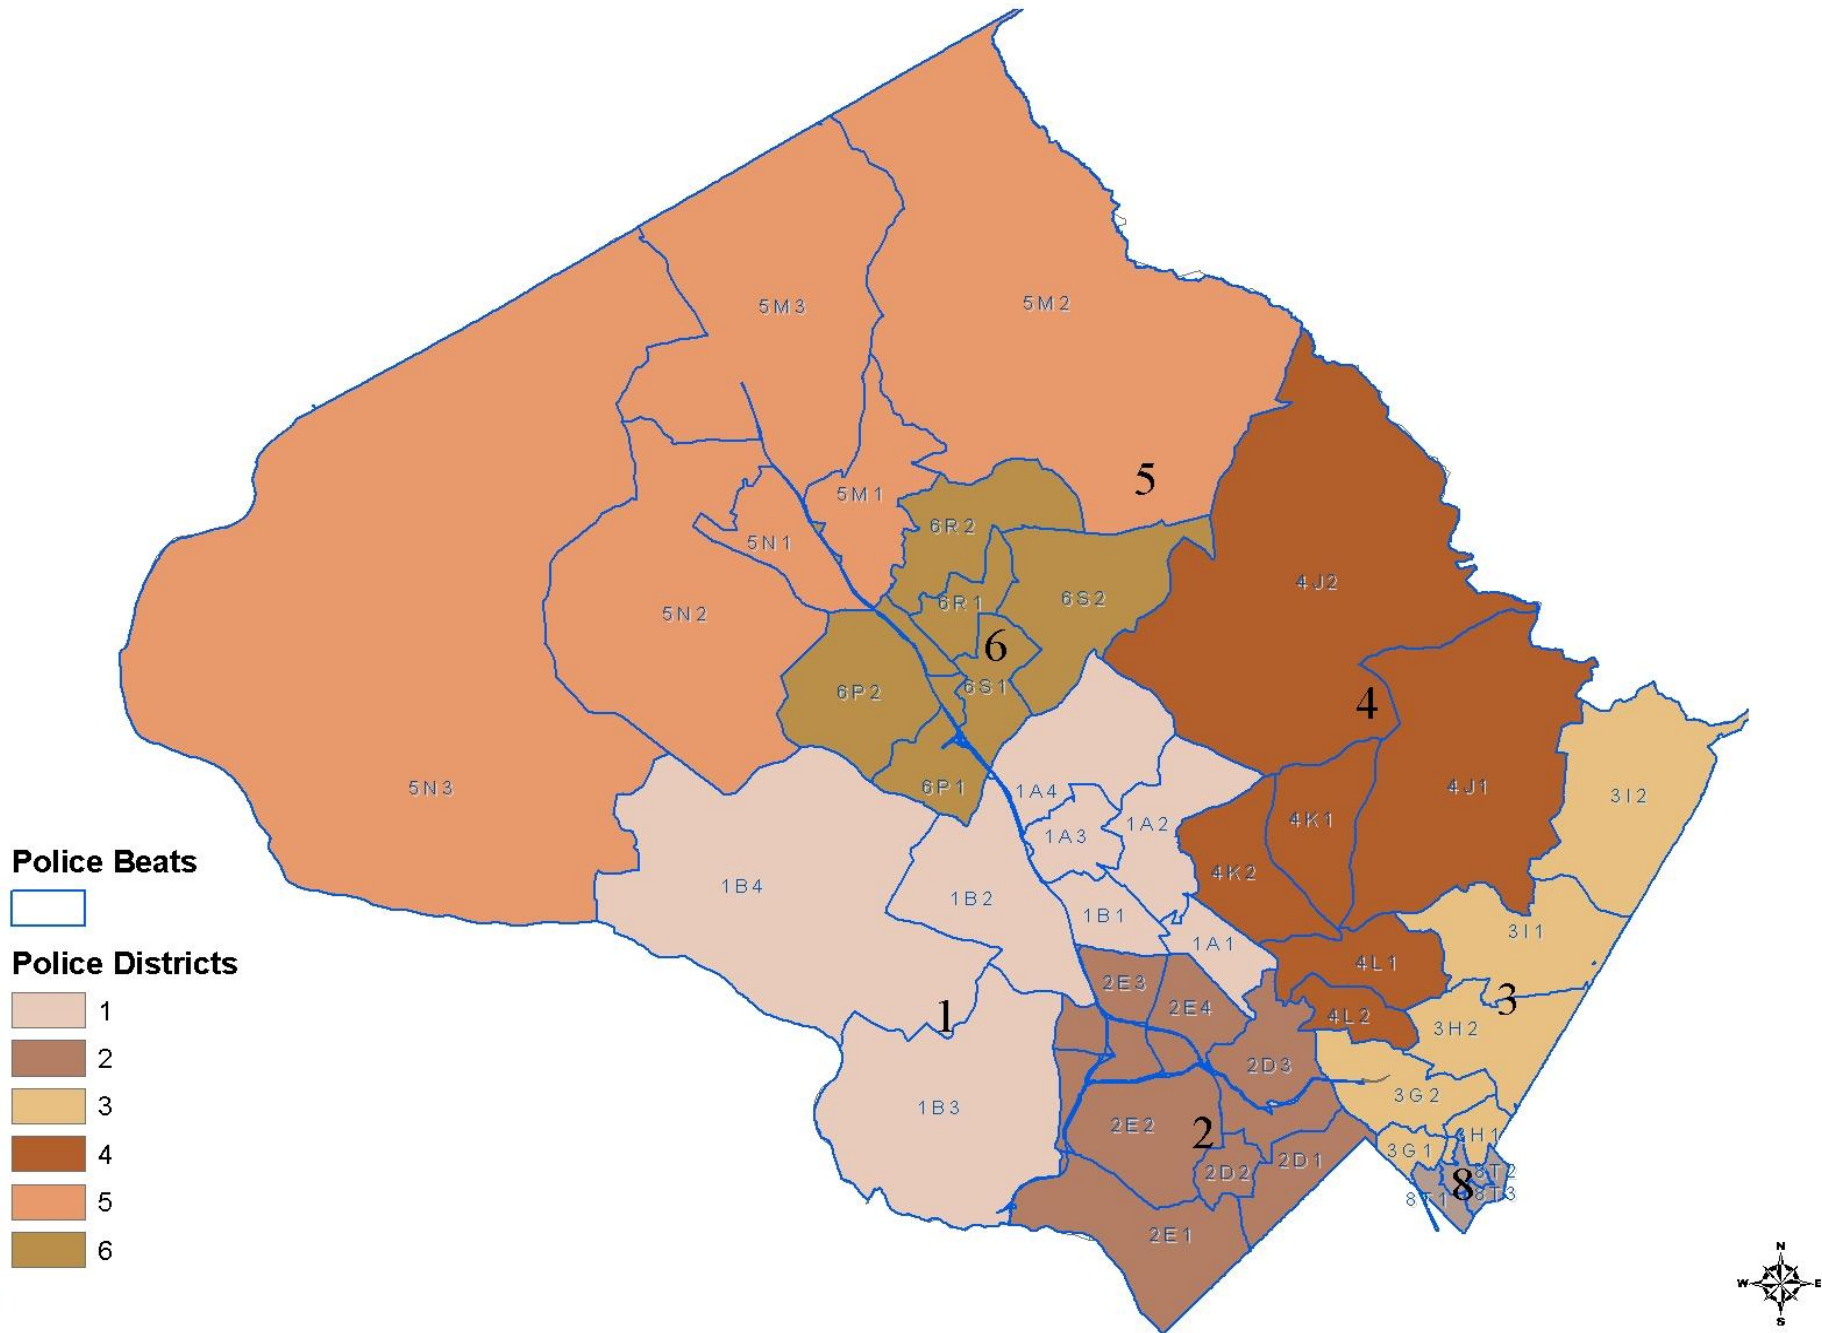 5M3
5M2
5
5M1
6R2
5N1
4J2
6S2
6R1
5N2
6
6S1
6P2
4
5N3
6P1
1A4
4J1
3I2
4K1
1A2
1A3
Police Beats
4K2
1B4
1B2
1B1
3I1
1A1
4L1
Police Districts
2E3
3
2E4
1
4L2
1
3H2
2
2D3
3
3G2
1B3
2E2
2
3H1
4
3G1
2D1
2D2
8T2
8
5
8T1
8T3
2E1
6
N
W
E
S